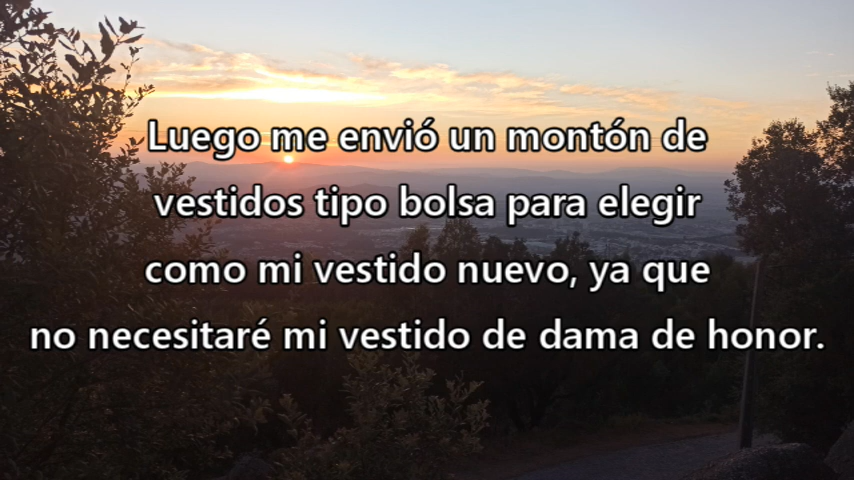 Luego me envió un montón de
vestidos tipo bolsa para elegir
como mi vestido nuevo, ya que
no necesitaré mi vestido de dama de honor.